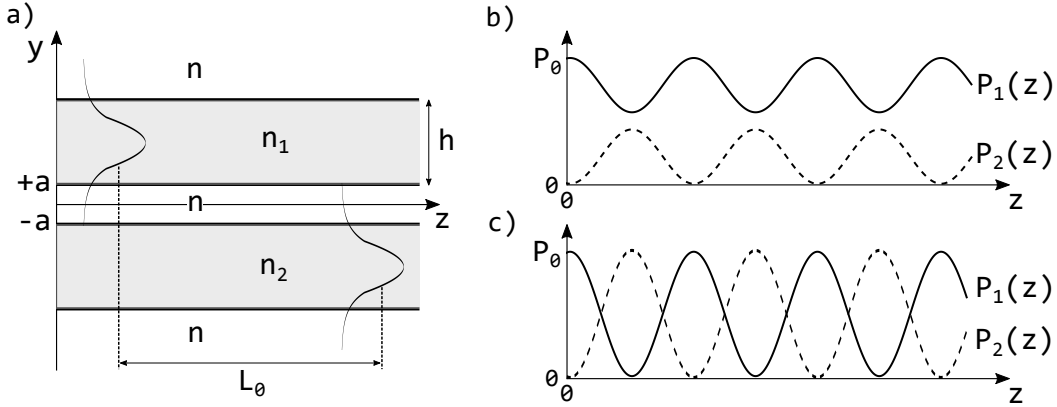 a)
y
n
n₁
h
+a
n
z
-a
n₂
n
L₀
b)
P₀
P₁(z)
P₂(z)
0
0
z
c)
P₀
P₁(z)
P₂(z)
0
0
z